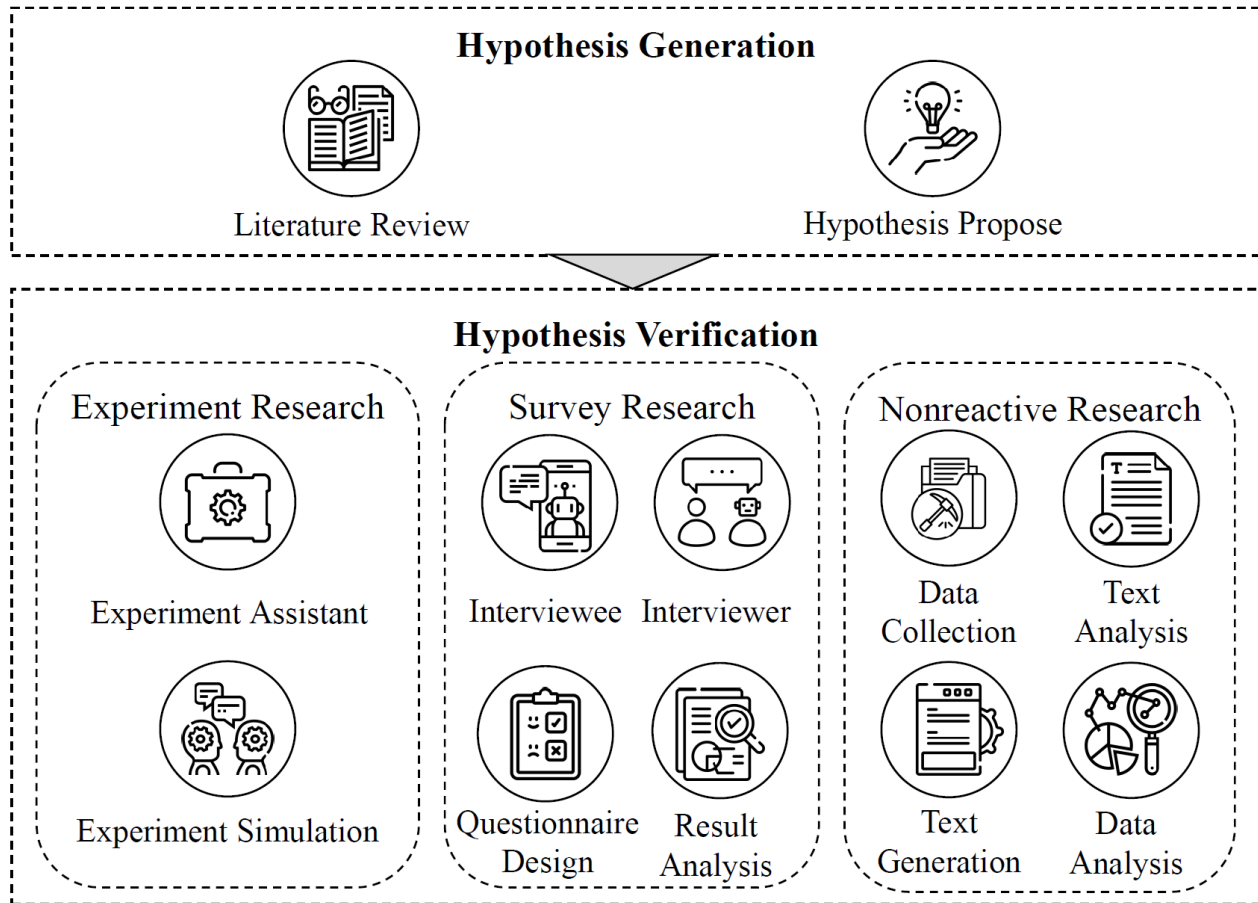 Hypothesis Generation
Literature Review
Hypothesis Propose
Hypothesis Verification
Experiment Research
Experiment Assistant
Experiment Simulation
Survey Research
Interviewee
Interviewer
Questionnaire
Design
Result
Analysis
Nonreactive Research
Data
Collection
T
Text
Analysis
Text
Generation
Data
Analysis